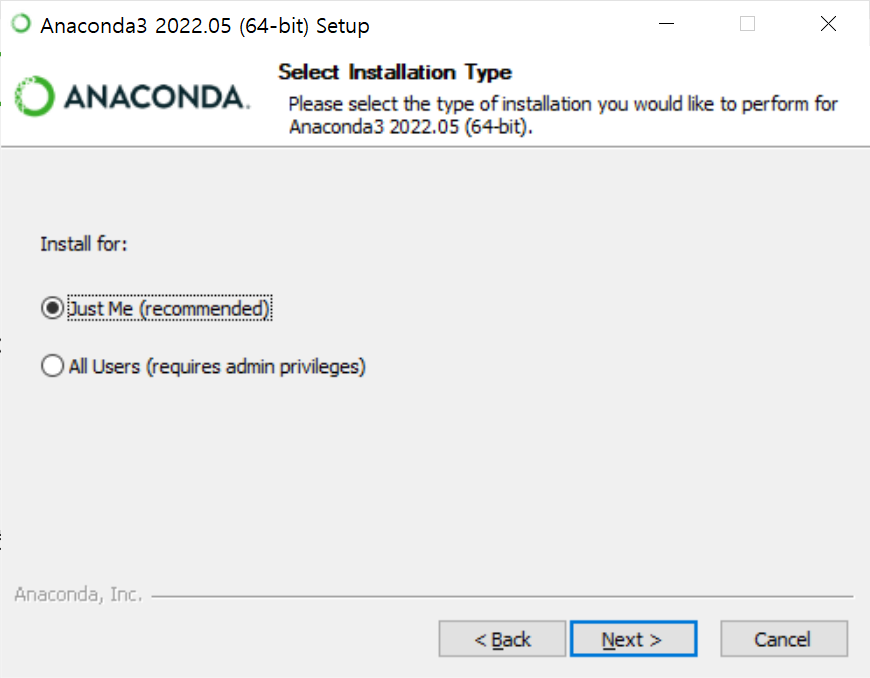 Anaconda3 2022.05 (64-bit) Setup
ANACONDA.
Select Installation Type
Please select the type of installation you would like to perform for
Anaconda3 2022.05 (64-bit).
Install for:
Just Me (recommended)
All Users (requires admin privileges)
Anaconda, Inc.
< Back
Next >
Cancel